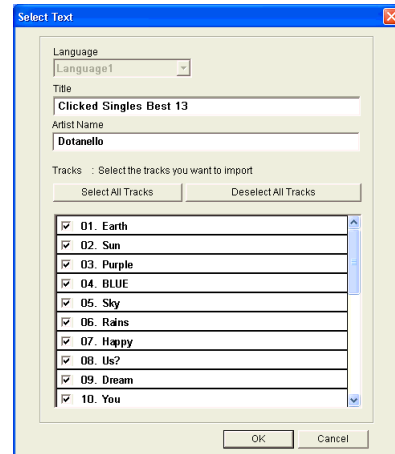 Select Text
Language
Language1
Title
Clicked Singles Best 13
Artist Name
Dotanello
Tracks : Select the tracks you want to import
Select All Tracks Deselect All Tracks
01. Earth
02. Sun
03. Purple
04. BLUE
05. Sky
06. Rains
07. Happy
08. Us?
09. Dream
10. You
OK Cancel